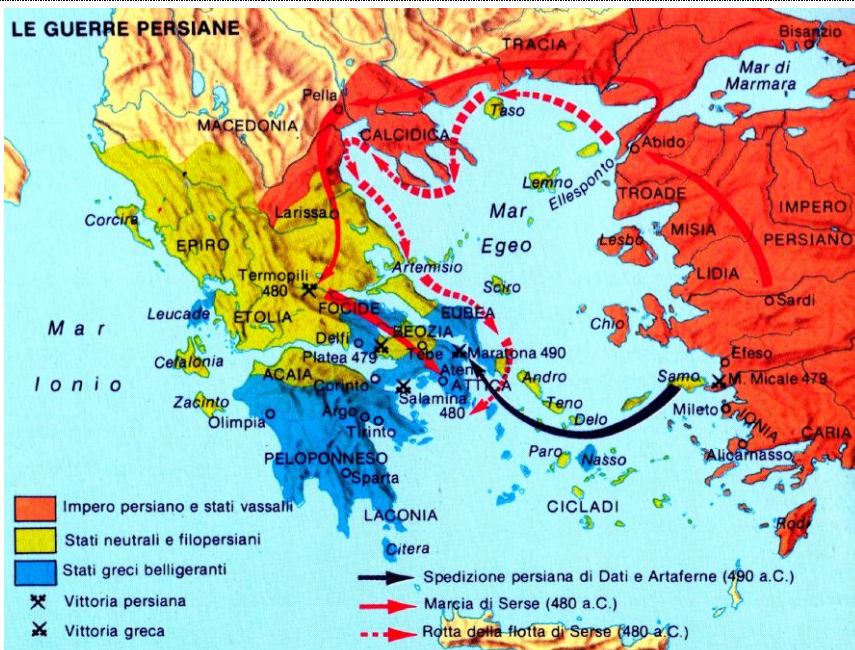 LE GUERRE PERSIANE
TRACIA
Bisanzio
Mar di
Marmara
Pella
MACEDONIA
CALCIDICA
Taso
Abido
Ellesponto
Lemno
TROADE
IMPERO
PERSIANO
MISIA
Larissa
Mar
Egeo
Corcira
EPIRO
Lesbo
LIDIA
Artemisio
Sciro
Sardi
Termopili
480
FOCIDE
EUBEA
Leucade
ETOLIA
Delfi
BEOZIA
Chio
Mar
Ionio
Platea 479
Tebe
Maratona 490
Efeso
Cefalonia
ACAIA
Corinto
Atene
ATTICA
Andro
Samo
M. Micale 479
Zacinto
Salamina
480
Teno
Mileto
Olimpia
Argo
Tirinto
Delo
IONIA
CARIA
Paro
Nasso
Alicarnasso
PELOPONNESO
Sparta
CICLADI
LACONIA
Rodi
Citera
Impero persiano e stati vassalli
Stati neutrali e filopersiani
Stati greci belligeranti
Vittoria persiana
Vittoria greca
Spedizione persiana di Dati e Artaferne (490 a.C.)
Marcia di Serse (480 a.C.)
Rotta della flotta di Serse (480 a.C.)